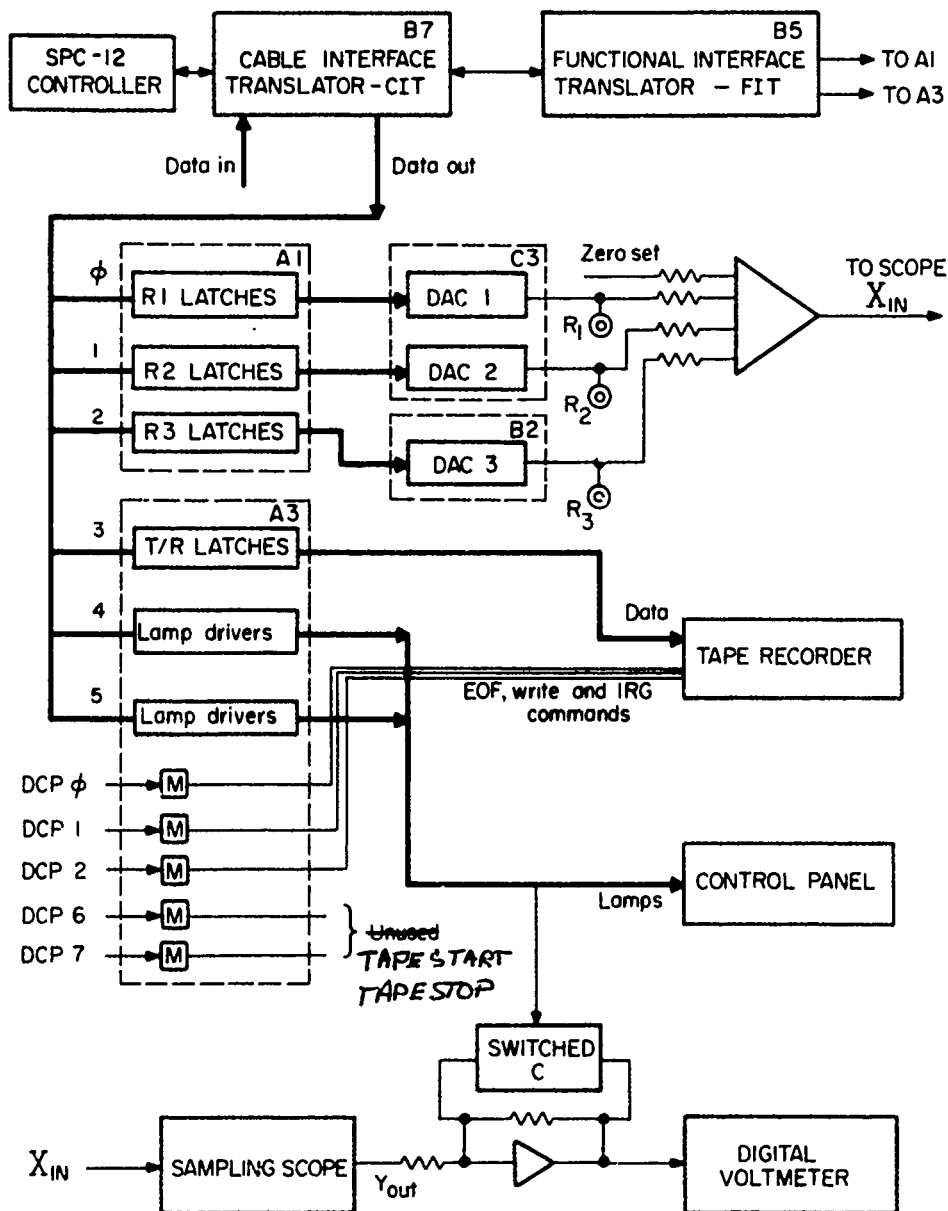 SPC-12
CONTROLLER
B7
CABLE INTERFACE
TRANSLATOR-CIT
B5
FUNCTIONAL INTERFACE
TRANSLATOR - FIT
TO A1
TO A3
Data in
Data out
ϕ
A1
R1 LATCHES
1
R2 LATCHES
2
R3 LATCHES
C3
DAC 1
DAC 2
B2
DAC 3
Zero set
R1
R2
R3
TO SCOPE
XIN
A3
3
T/R LATCHES
4
Lamp drivers
5
Lamp drivers
Data
TAPE RECORDER
EOF, write and IRG
commands
DCP ϕ
M
DCP 1
M
DCP 2
M
DCP 6
M
DCP 7
M
Unused
TAPE START
TAPE STOP
Lamps
CONTROL PANEL
SWITCHED
C
XIN
SAMPLING SCOPE
Yout
DIGITAL
VOLTMETER